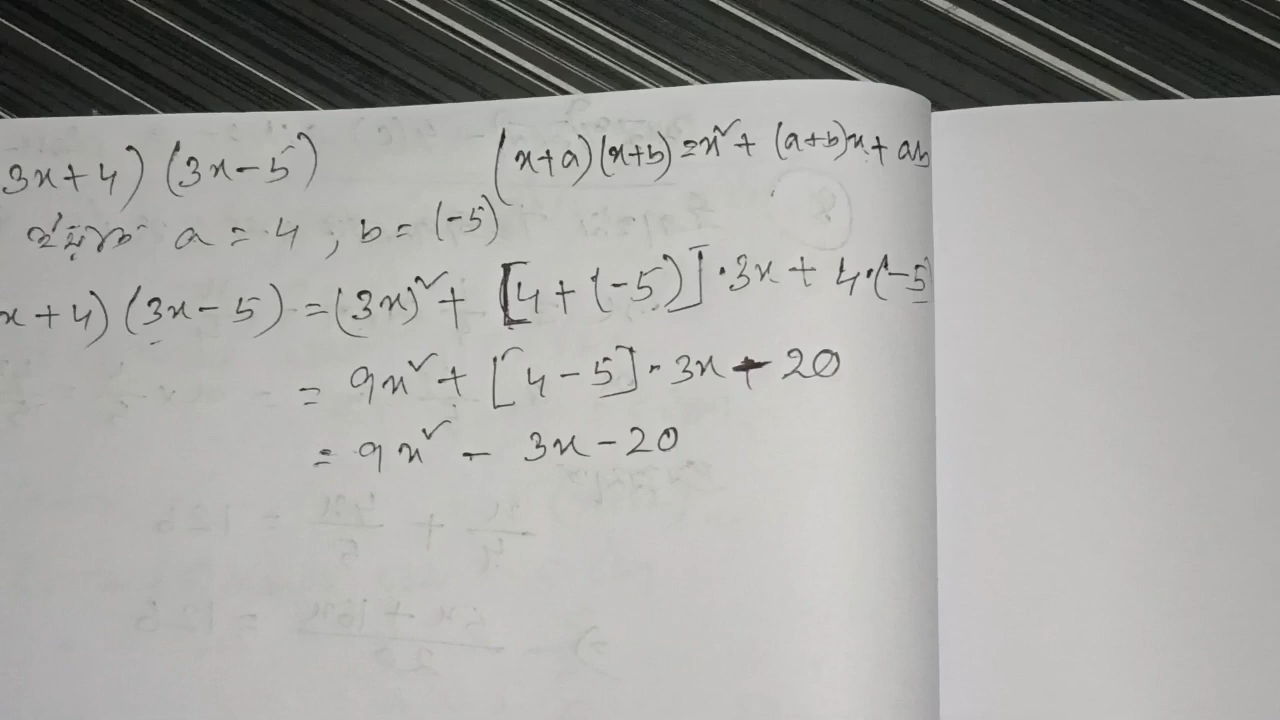 3x+4) (3x-5) (x+a)(x+b)=x²+ (a+b)x+ ab
a = 4 , b = (-5)
x+4) (3x-5) = (3x)²+ [4+(-5)]·3x + 4·(-5
= 9x²+ [4-5]·3x - 20
= 9x² - 3x - 20